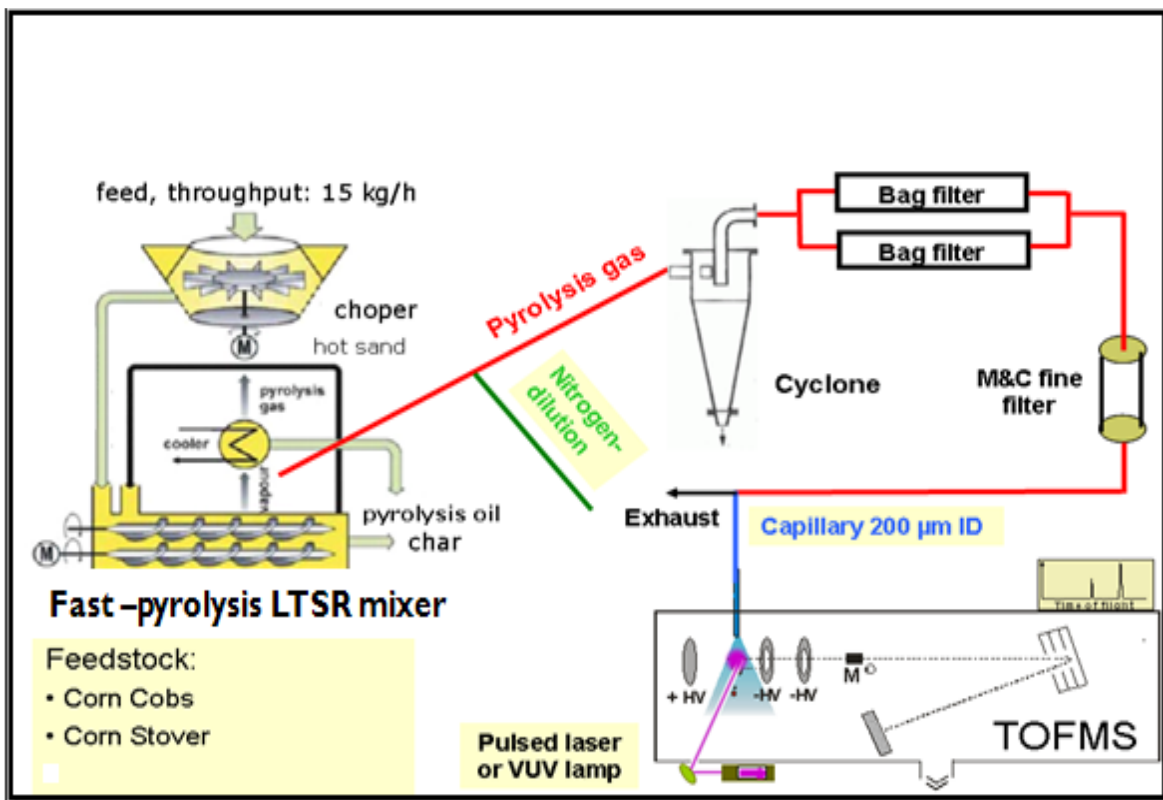 feed, throughput: 15 kg/h
choper
M
hot sand
pyrolysis
gas
cooler
vapour
pyrolysis oil
char
M
Fast –pyrolysis LTSR mixer
Feedstock:
• Corn Cobs
• Corn Stover
Pyrolysis gas
Nitrogen-
dilution
Cyclone
Bag filter
Bag filter
M&C fine
filter
Exhaust
Capillary 200 µm ID
Time of flight
+ HV
-HV
-HV
M
TOFMS
Pulsed laser
or VUV lamp